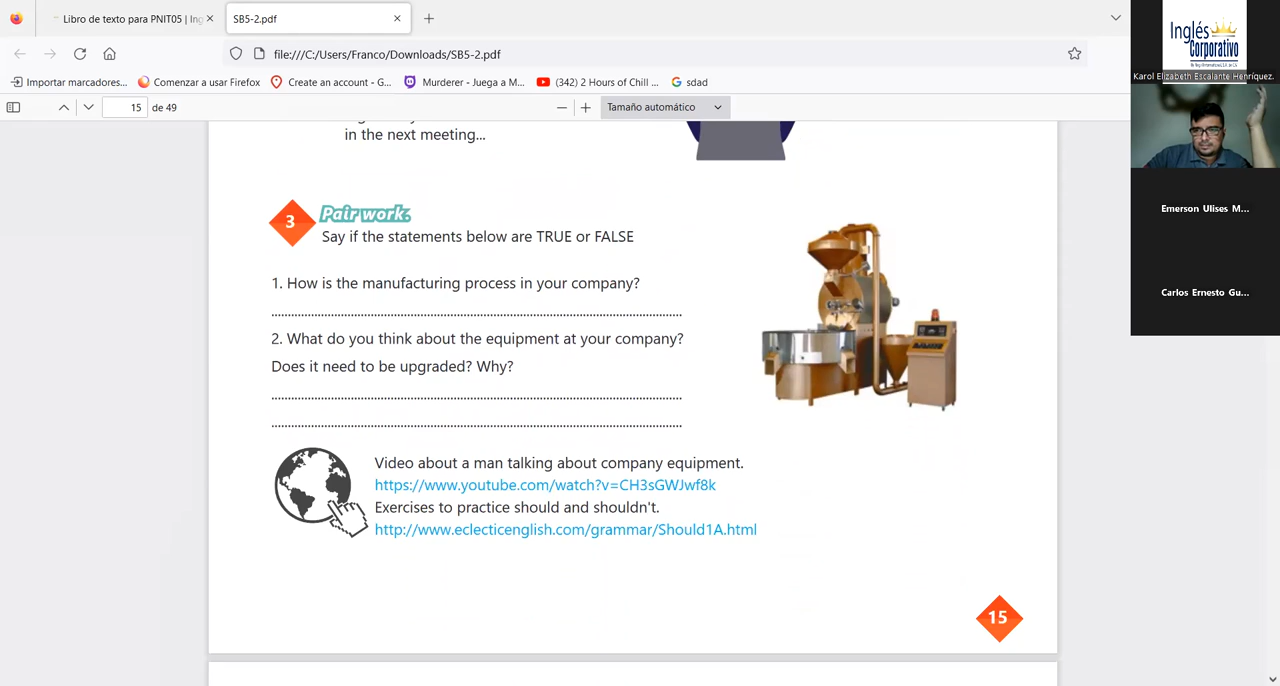 Libro de texto para PNIT05 | Ing
SB5-2.pdf
file:///C:/Users/Franco/Downloads/SB5-2.pdf
Importar marcadores...
Comenzar a usar Firefox
Create an account - G...
Murderer - Juega a M...
(342) 2 Hours of Chill ...
sdad
15
de 49
Tamaño automático
in the next meeting...
3
Pair work.
Say if the statements below are TRUE or FALSE
1. How is the manufacturing process in your company?
2. What do you think about the equipment at your company?
Does it need to be upgraded? Why?
Video about a man talking about company equipment.
https://www.youtube.com/watch?v=CH3sGWJwf8k
Exercises to practice should and shouldn't.
http://www.eclecticenglish.com/grammar/Should1A.html
15
Inglés
Corporativo
Karol Elizabeth Escalante Henríquez.
Emerson Ulises M...
Carlos Ernesto Gu...